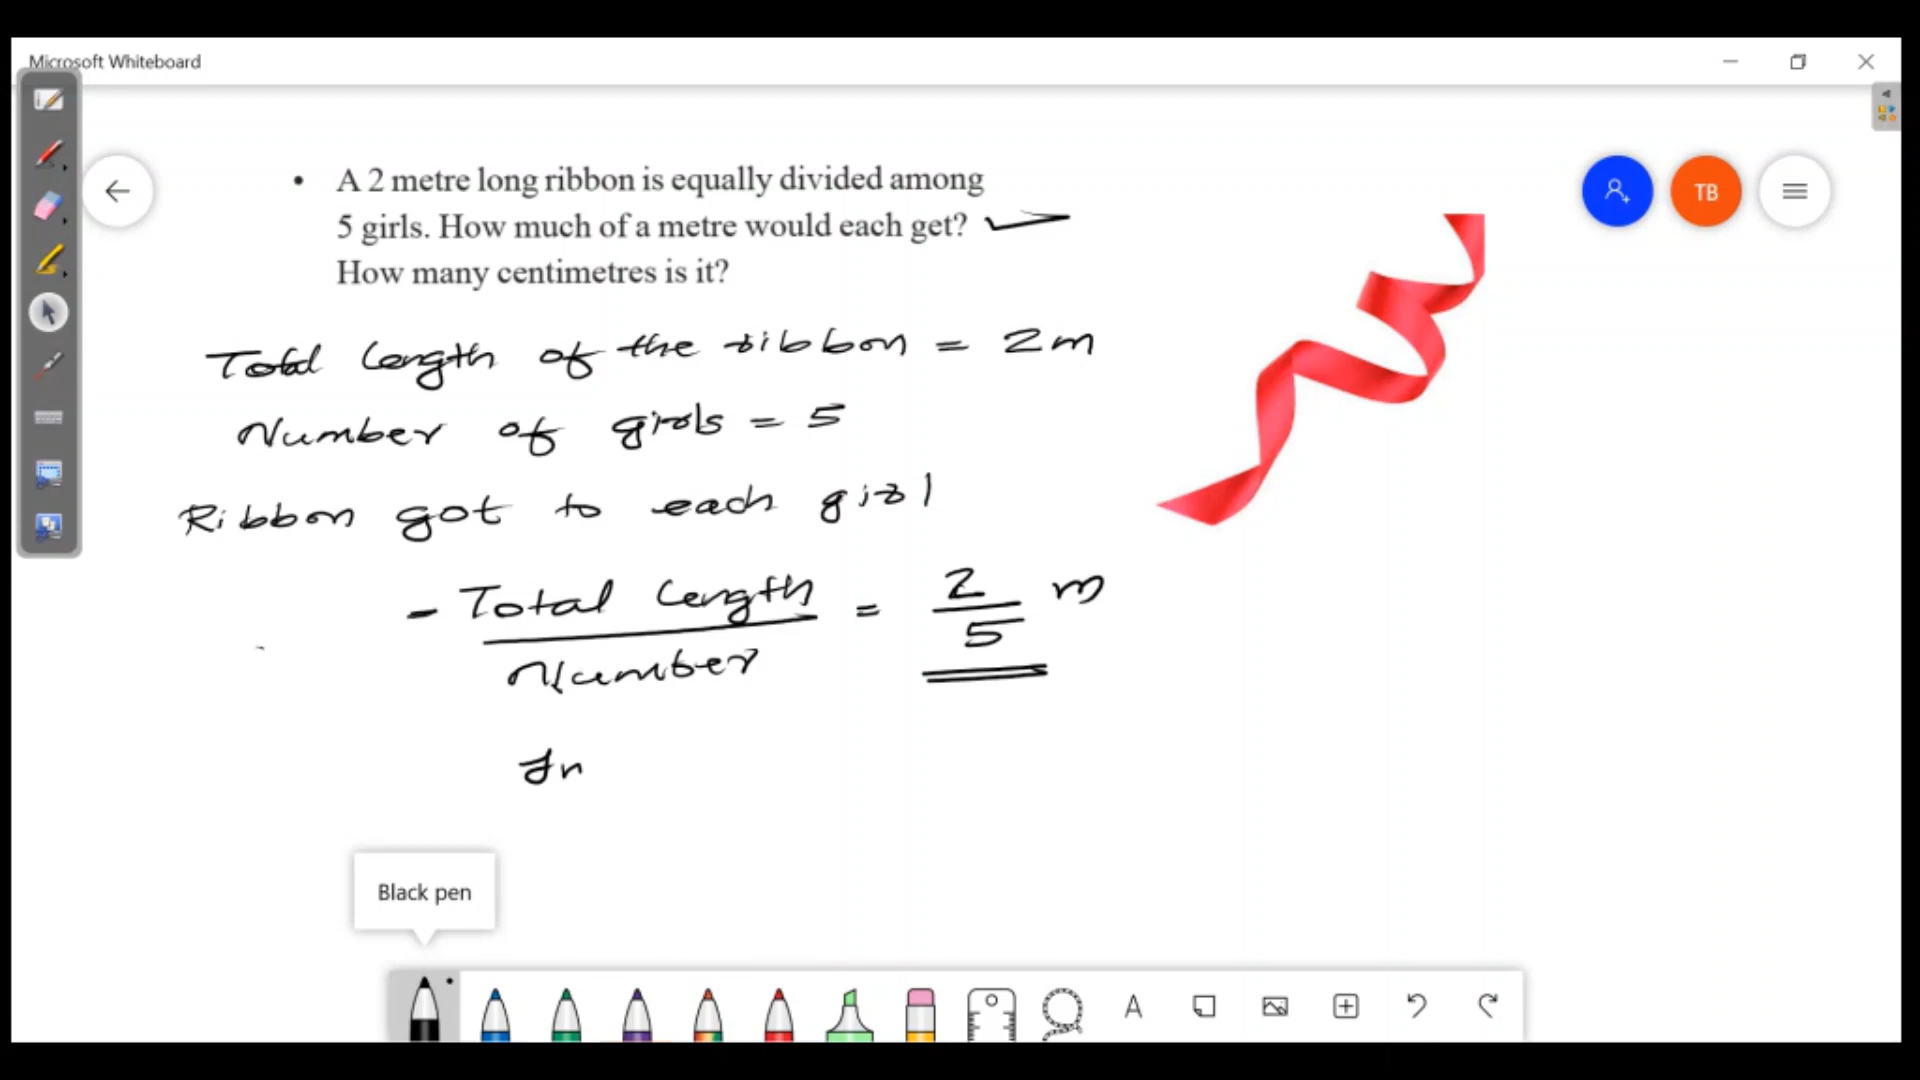 Microsoft Whiteboard
TB
• A 2 metre long ribbon is equally divided among
5 girls. How much of a metre would each get?
How many centimetres is it?
Total length of the ribbon = 2m
Number of girls = 5
Ribbon got to each girl
- Total length / Number = 2/5 m
In
Black pen
A